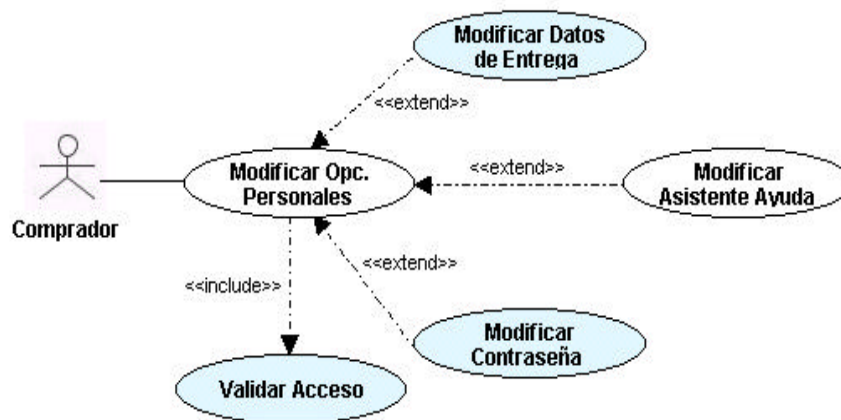 Modificar Datos
de Entrega
<<extend>>
Modificar Opc.
Personales
<<extend>>
Modificar
Asistente Ayuda
Comprador
<<extend>>
<<include>>
Modificar
Contraseña
Validar Acceso